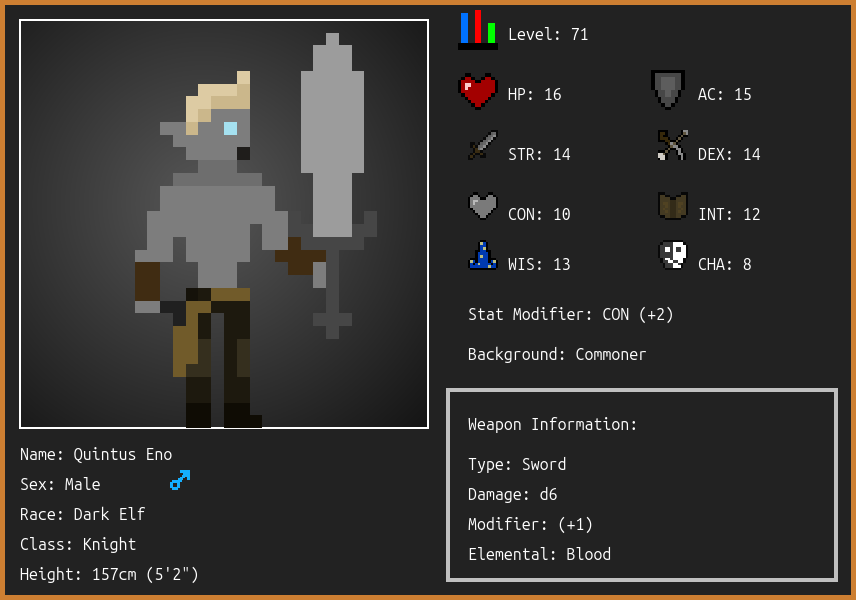 Level: 71
HP: 16
AC: 15
STR: 14
DEX: 14
CON: 10
INT: 12
WIS: 13
CHA: 8
Stat Modifier: CON (+2)
Background: Commoner
Weapon Information:
Type: Sword
Damage: d6
Modifier: (+1)
Elemental: Blood
Name: Quintus Eno
Sex: Male
Race: Dark Elf
Class: Knight
Height: 157cm (5'2")